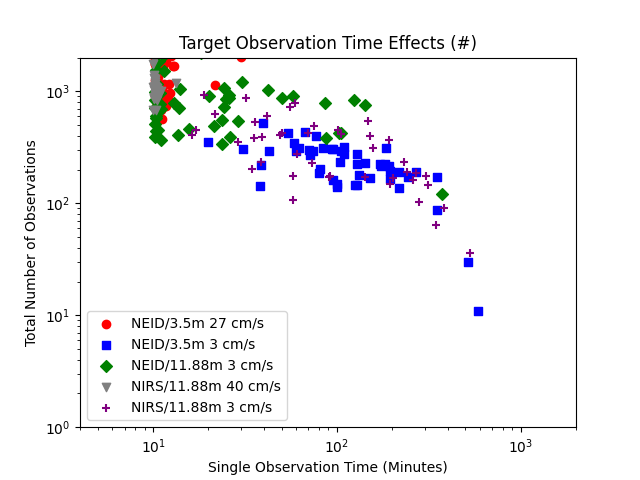 Target Observation Time Effects (#)
Total Number of Observations
10³
10²
10¹
10⁰
NEID/3.5m 27 cm/s
NEID/3.5m 3 cm/s
NEID/11.88m 3 cm/s
NIRS/11.88m 40 cm/s
NIRS/11.88m 3 cm/s
10¹ 10² 10³
Single Observation Time (Minutes)